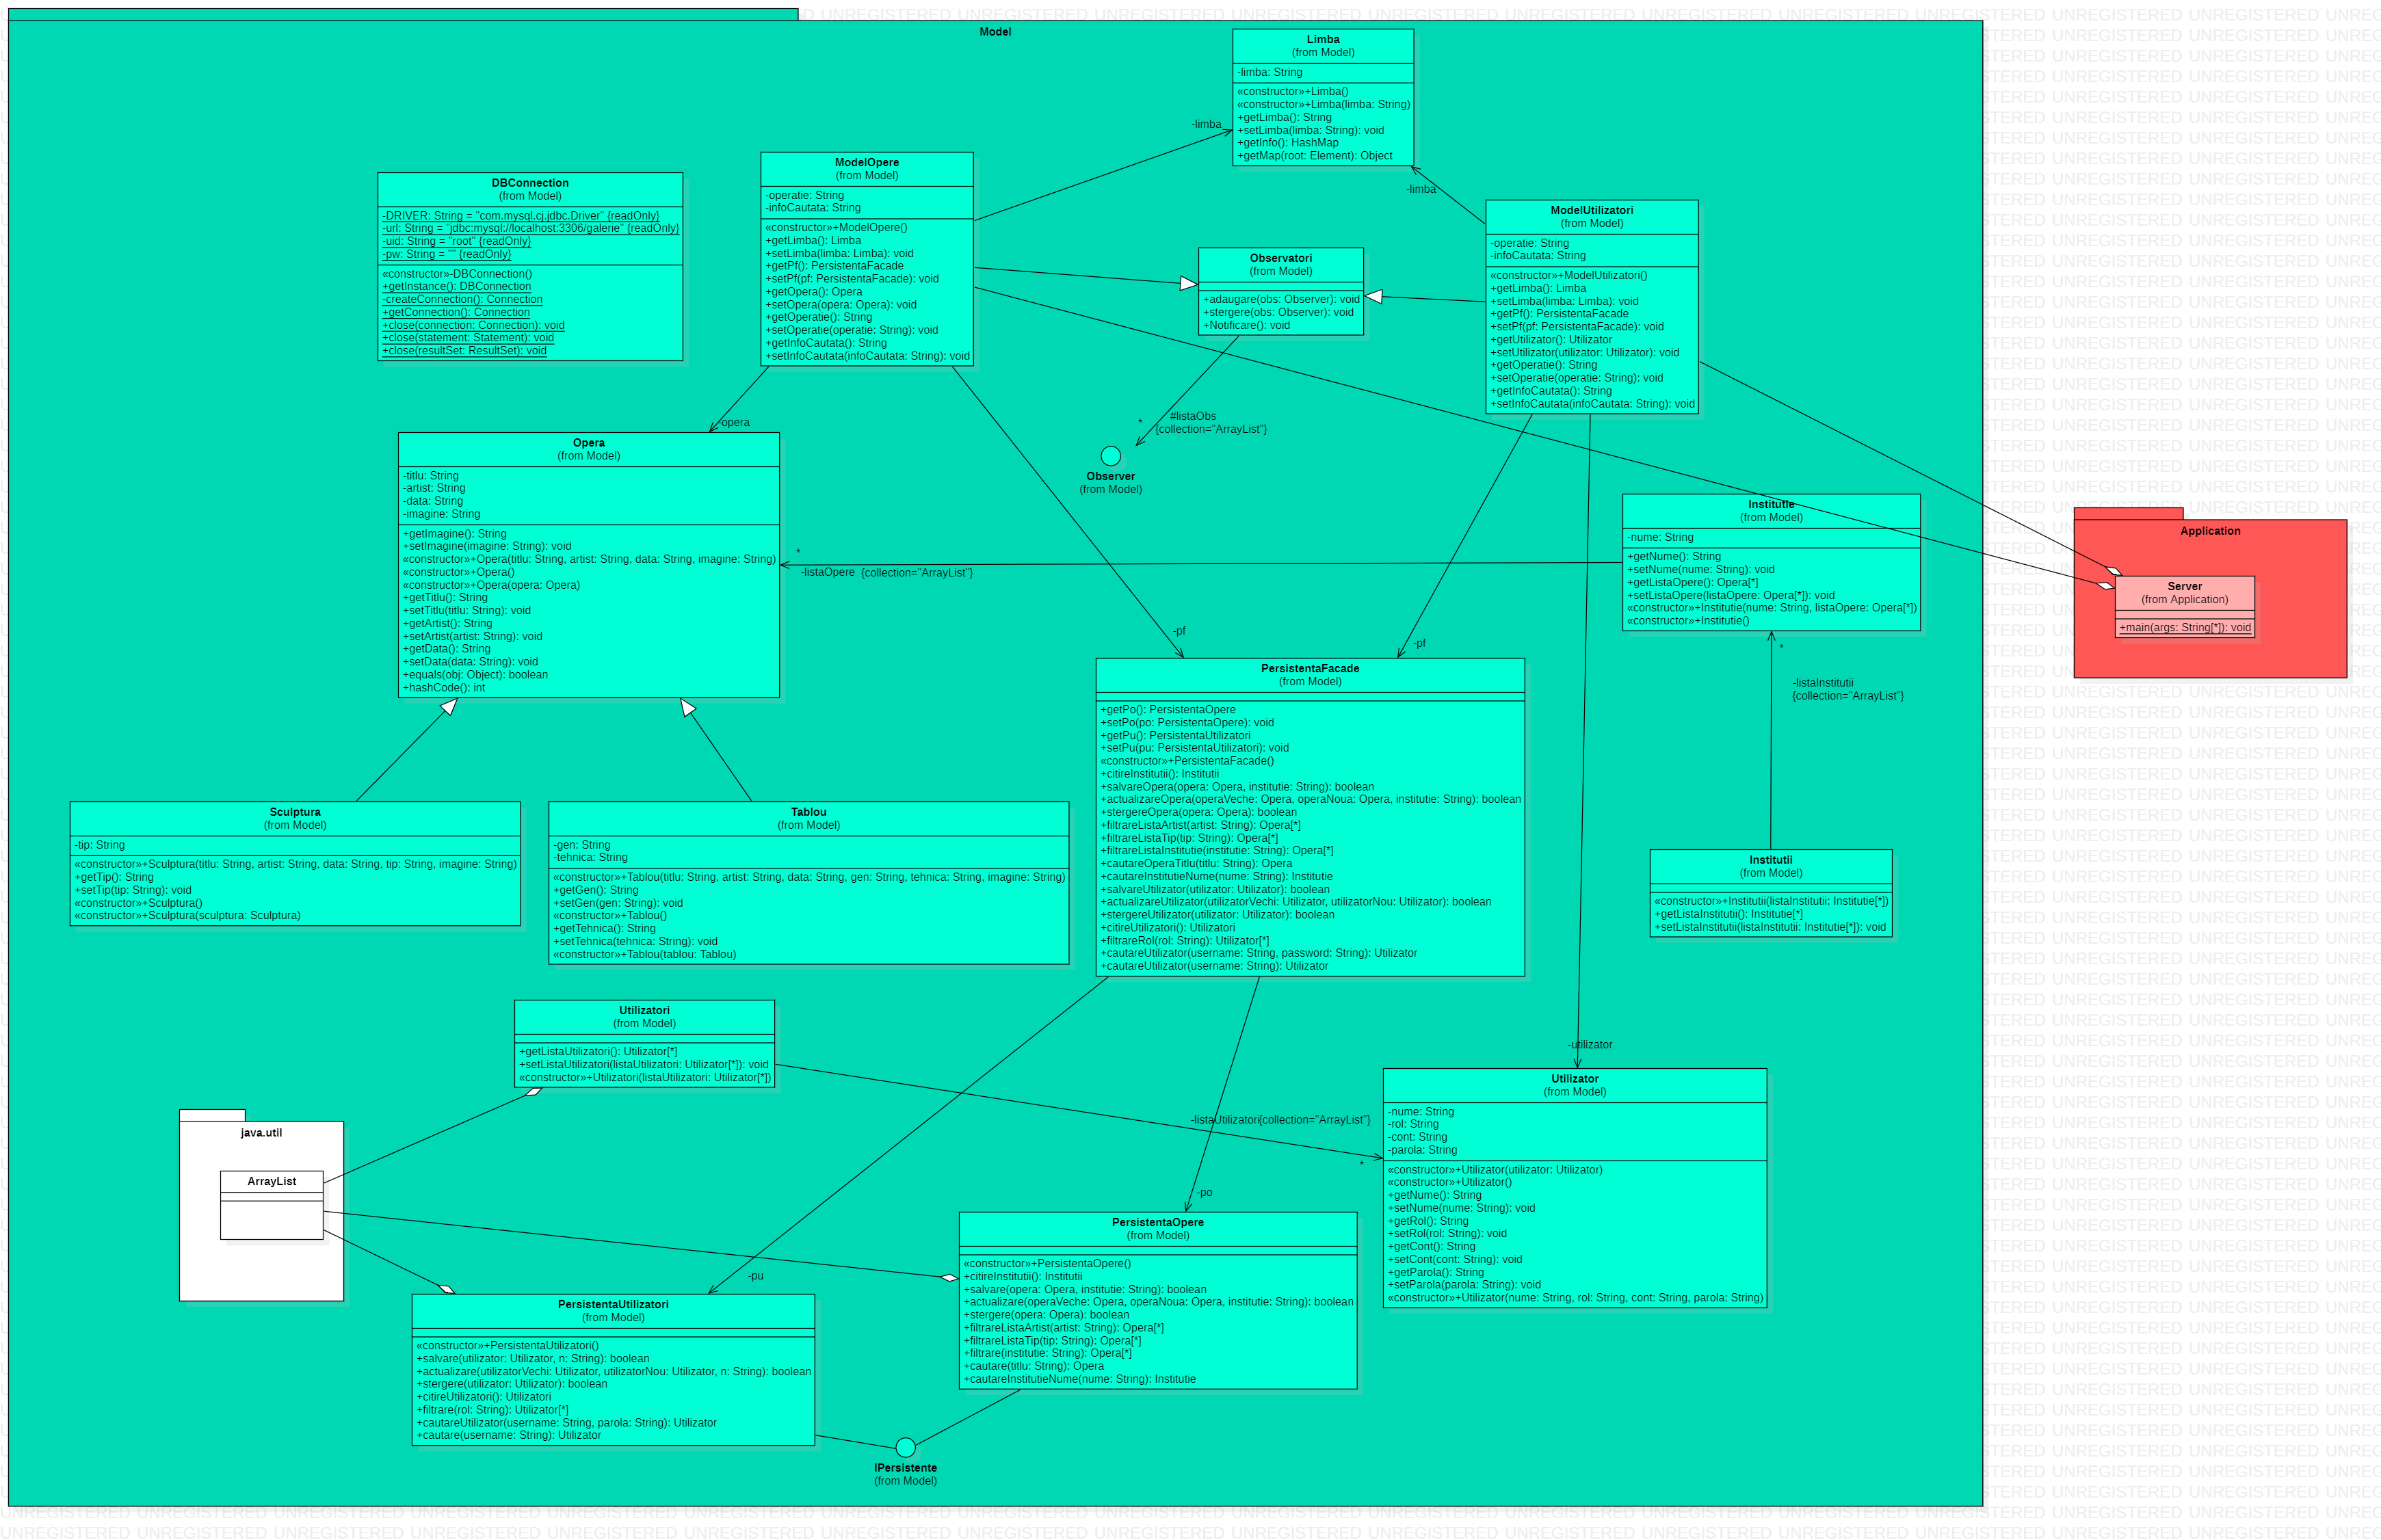 Model
Limba
(from Model)
-limba: String
«constructor»+Limba()
«constructor»+Limba(limba: String)
+getLimba(): String
+setLimba(limba: String): void
+getInfo(): HashMap
+getMap(root: Element): Object
-limba
-limba
ModelOpere
(from Model)
-operatie: String
-infoCautata: String
«constructor»+ModelOpere()
+getLimba(): Limba
+setLimba(limba: Limba): void
+getPf(): PersistentaFacade
+setPf(pf: PersistentaFacade): void
+getOpera(): Opera
+setOpera(opera: Opera): void
+getOperatie(): String
+setOperatie(operatie: String): void
+getInfoCautata(): String
+setInfoCautata(infoCautata: String): void
DBConnection
(from Model)
-DRIVER: String = "com.mysql.cj.jdbc.Driver" {readOnly}
-url: String = "jdbc:mysql://localhost:3306/galerie" {readOnly}
-uid: String = "root" {readOnly}
-pw: String = "" {readOnly}
«constructor»-DBConnection()
+getInstance(): DBConnection
-createConnection(): Connection
+getConnection(): Connection
+close(connection: Connection): void
+close(statement: Statement): void
+close(resultSet: ResultSet): void
ModelUtilizatori
(from Model)
-operatie: String
-infoCautata: String
«constructor»+ModelUtilizatori()
+getLimba(): Limba
+setLimba(limba: Limba): void
+getPf(): PersistentaFacade
+setPf(pf: PersistentaFacade): void
+getUtilizator(): Utilizator
+setUtilizator(utilizator: Utilizator): void
+getOperatie(): String
+setOperatie(operatie: String): void
+getInfoCautata(): String
+setInfoCautata(infoCautata: String): void
Observatori
(from Model)
+adaugare(obs: Observer): void
+stergere(obs: Observer): void
+Notificare(): void
#listaObs
*
{collection="ArrayList"}
-opera
Observer
(from Model)
Opera
(from Model)
-titlu: String
-artist: String
-data: String
-imagine: String
+getImagine(): String
+setImagine(imagine: String): void
«constructor»+Opera(titlu: String, artist: String, data: String, imagine: String)
«constructor»+Opera()
«constructor»+Opera(opera: Opera)
+getTitlu(): String
+setTitlu(titlu: String): void
+getArtist(): String
+setArtist(artist: String): void
+getData(): String
+setData(data: String): void
+equals(obj: Object): boolean
+hashCode(): int
*
-listaOpere {collection="ArrayList"}
Institutie
(from Model)
-nume: String
+getNume(): String
+setNume(nume: String): void
+getListaOpere(): Opera[*]
+setListaOpere(listaOpere: Opera[*]): void
«constructor»+Institutie(nume: String, listaOpere: Opera[*])
«constructor»+Institutie()
Application
Server
(from Application)
+main(args: String[*]): void
-pf
-pf
*
-listaInstitutii
{collection="ArrayList"}
PersistentaFacade
(from Model)
+getPo(): PersistentaOpere
+setPo(po: PersistentaOpere): void
+getPu(): PersistentaUtilizatori
+setPu(pu: PersistentaUtilizatori): void
«constructor»+PersistentaFacade()
+citireInstitutii(): Institutii
+salvareOpera(opera: Opera, institutie: String): boolean
+actualizareOpera(operaVeche: Opera, operaNoua: Opera, institutie: String): boolean
+stergereOpera(opera: Opera): boolean
+filtrareListaArtist(artist: String): Opera[*]
+filtrareListaTip(tip: String): Opera[*]
+filtrareListaInstitutie(institutie: String): Opera[*]
+cautareOperaTitlu(titlu: String): Opera
+cautareInstitutieNume(nume: String): Institutie
+salvareUtilizator(utilizator: Utilizator): boolean
+actualizareUtilizator(utilizatorVechi: Utilizator, utilizatorNou: Utilizator): boolean
+stergereUtilizator(utilizator: Utilizator): boolean
+citireUtilizatori(): Utilizatori
+filtrareRol(rol: String): Utilizator[*]
+cautareUtilizator(username: String, password: String): Utilizator
+cautareUtilizator(username: String): Utilizator
Sculptura
(from Model)
-tip: String
«constructor»+Sculptura(titlu: String, artist: String, data: String, tip: String, imagine: String)
+getTip(): String
+setTip(tip: String): void
«constructor»+Sculptura()
«constructor»+Sculptura(sculptura: Sculptura)
Tablou
(from Model)
-gen: String
-tehnica: String
«constructor»+Tablou(titlu: String, artist: String, data: String, gen: String, tehnica: String, imagine: String)
+getGen(): String
+setGen(gen: String): void
«constructor»+Tablou()
+getTehnica(): String
+setTehnica(tehnica: String): void
«constructor»+Tablou(tablou: Tablou)
Institutii
(from Model)
«constructor»+Institutii(listaInstitutii: Institutie[*])
+getListaInstitutii(): Institutie[*]
+setListaInstitutii(listaInstitutii: Institutie[*]): void
Utilizatori
(from Model)
+getListaUtilizatori(): Utilizator[*]
+setListaUtilizatori(listaUtilizatori: Utilizator[*]): void
«constructor»+Utilizatori(listaUtilizatori: Utilizator[*])
-utilizator
-listaUtilizatori{collection="ArrayList"}
*
Utilizator
(from Model)
-nume: String
-rol: String
-cont: String
-parola: String
«constructor»+Utilizator(utilizator: Utilizator)
«constructor»+Utilizator()
+getNume(): String
+setNume(nume: String): void
+getRol(): String
+setRol(rol: String): void
+getCont(): String
+setCont(cont: String): void
+getParola(): String
+setParola(parola: String): void
«constructor»+Utilizator(nume: String, rol: String, cont: String, parola: String)
java.util
ArrayList
-po
-pu
PersistentaOpere
(from Model)
«constructor»+PersistentaOpere()
+citireInstitutii(): Institutii
+salvare(opera: Opera, institutie: String): boolean
+actualizare(operaVeche: Opera, operaNoua: Opera, institutie: String): boolean
+stergere(opera: Opera): boolean
+filtrareListaArtist(artist: String): Opera[*]
+filtrareListaTip(tip: String): Opera[*]
+filtrare(institutie: String): Opera[*]
+cautare(titlu: String): Opera
+cautareInstitutieNume(nume: String): Institutie
PersistentaUtilizatori
(from Model)
«constructor»+PersistentaUtilizatori()
+salvare(utilizator: Utilizator, n: String): boolean
+actualizare(utilizatorVechi: Utilizator, utilizatorNou: Utilizator, n: String): boolean
+stergere(utilizator: Utilizator): boolean
+citireUtilizatori(): Utilizatori
+filtrare(rol: String): Utilizator[*]
+cautareUtilizator(username: String, parola: String): Utilizator
+cautare(username: String): Utilizator
IPersistente
(from Model)
UNREGISTERED UNREGISTERED UNREGISTERED UNREGISTERED